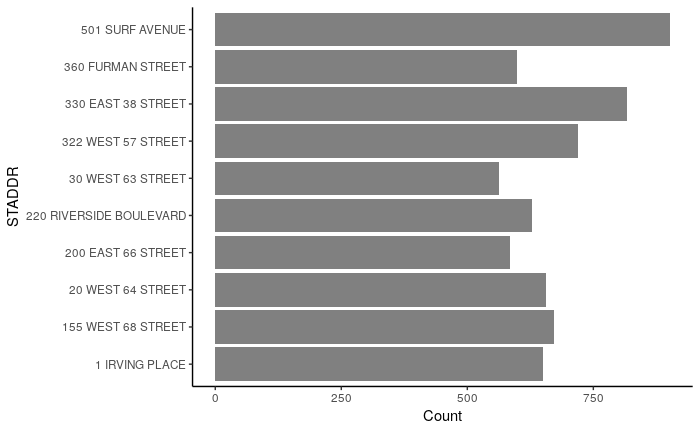 501 SURF AVENUE
360 FURMAN STREET
330 EAST 38 STREET
322 WEST 57 STREET
30 WEST 63 STREET
220 RIVERSIDE BOULEVARD
200 EAST 66 STREET
20 WEST 64 STREET
155 WEST 68 STREET
1 IRVING PLACE
STADDR
0 250 500 750
Count